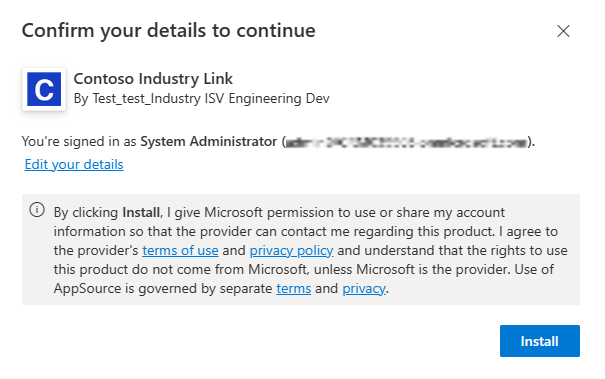 Confirm your details to continue
C
Contoso Industry Link
By Test_test_Industry ISV Engineering Dev
You're signed in as System Administrator ( ).
Edit your details
By clicking Install, I give Microsoft permission to use or share my account
information so that the provider can contact me regarding this product. I agree to
the provider's terms of use and privacy policy and understand that the rights to use
this product do not come from Microsoft, unless Microsoft is the provider. Use of
AppSource is governed by separate terms and privacy.
Install